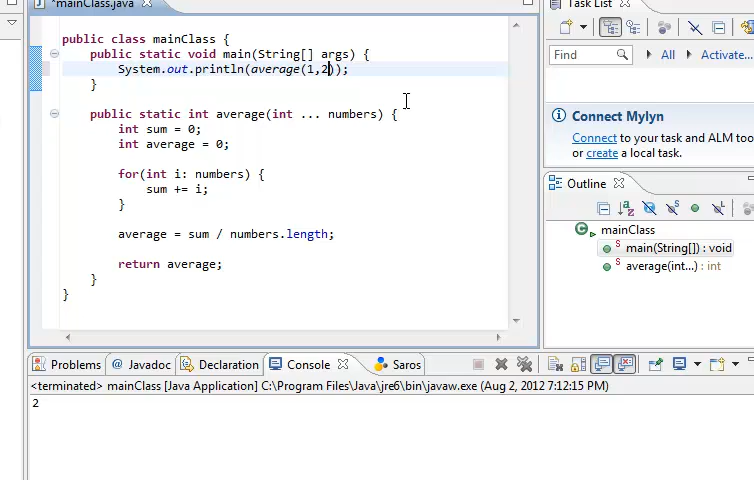 *mainClass.java
public class mainClass {
public static void main(String[] args) {
System.out.println(average(1,2));
}
public static int average(int ... numbers) {
int sum = 0;
int average = 0;
for(int i: numbers) {
sum += i;
}
average = sum / numbers.length;
return average;
}
}
Task List
Find
All
Activate...
Connect Mylyn
Connect to your task and ALM too
or create a local task.
Outline
mainClass
main(String[]) : void
average(int...) : int
Problems @ Javadoc Declaration Console Saros
<terminated> mainClass [Java Application] C:\Program Files\Java\jre6\bin\javaw.exe (Aug 2, 2012 7:12:15 PM)
2